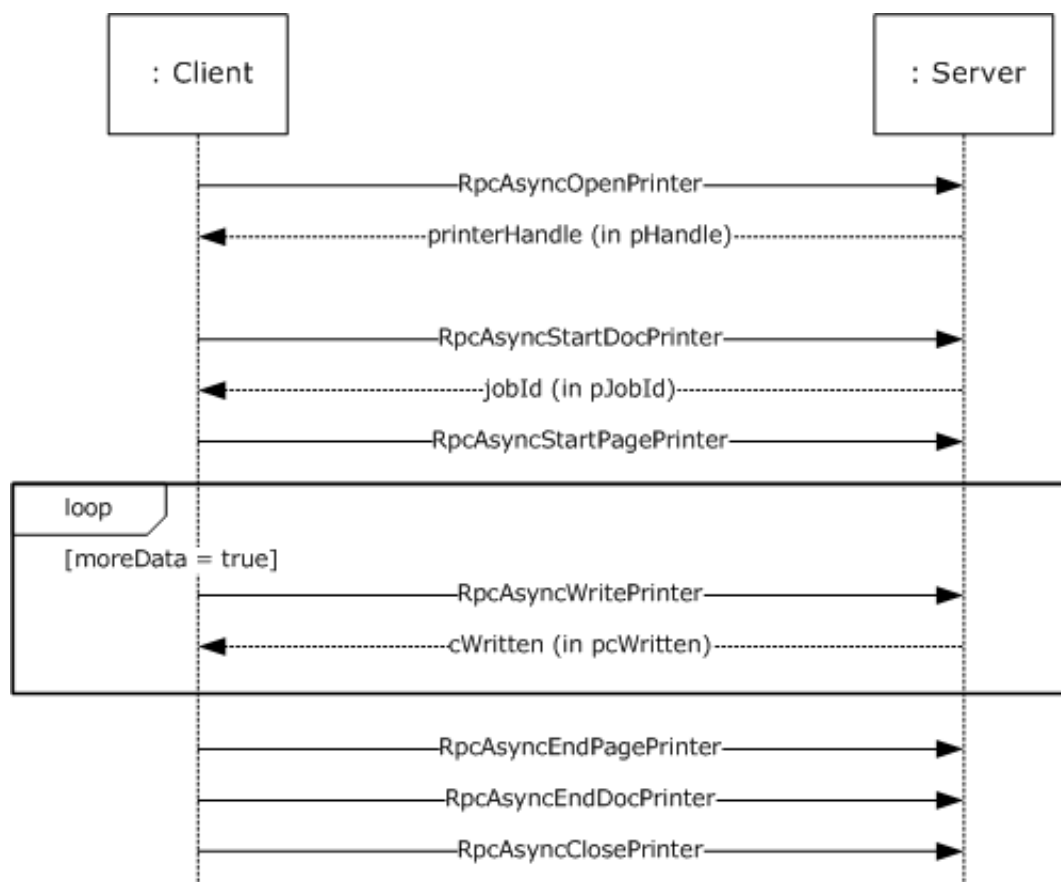 : Client
: Server
RpcAsyncOpenPrinter
printerHandle (in pHandle)
RpcAsyncStartDocPrinter
jobId (in pJobId)
RpcAsyncStartPagePrinter
loop
[moreData = true]
RpcAsyncWritePrinter
cWritten (in pcWritten)
RpcAsyncEndPagePrinter
RpcAsyncEndDocPrinter
RpcAsyncClosePrinter